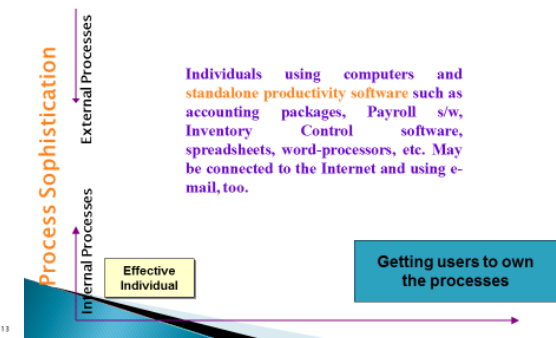 Process Sophistication
External Processes
Internal Processes
Individuals using computers and
standalone productivity software such as
accounting packages, Payroll s/w,
Inventory Control software,
spreadsheets, word-processors, etc. May
be connected to the Internet and using e-
mail, too.
Effective
Individual
Getting users to own
the processes
13